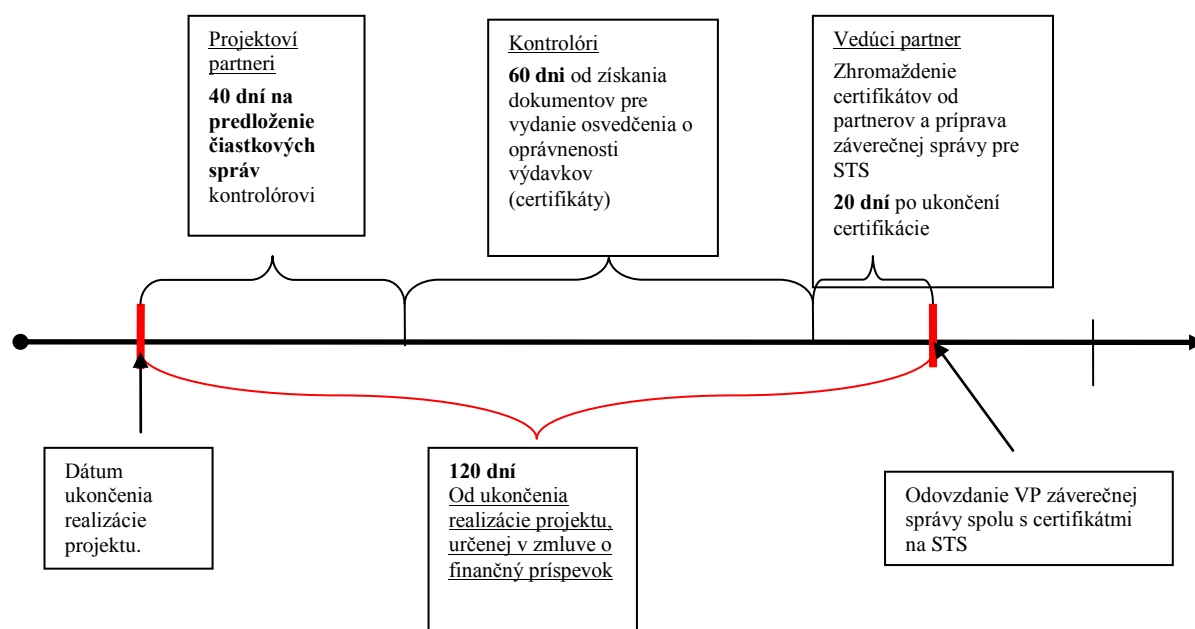 Projektoví
partneri
40 dní na
predloženie
čiastkových
správ
kontrolórovi
Kontrolóri
60 dni od získania
dokumentov pre
vydanie osvedčenia o
oprávnenosti
výdavkov
(certifikáty)
Vedúci partner
Zhromaždenie
certifikátov od
partnerov a príprava
záverečnej správy pre
STS
20 dní po ukončení
certifikácie
Dátum
ukončenia
realizácie
projektu.
120 dní
Od ukončenia
realizácie projektu,
určenej v zmluve o
finančný príspevok
Odovzdanie VP záverečnej
správy spolu s certifikátmi
na STS